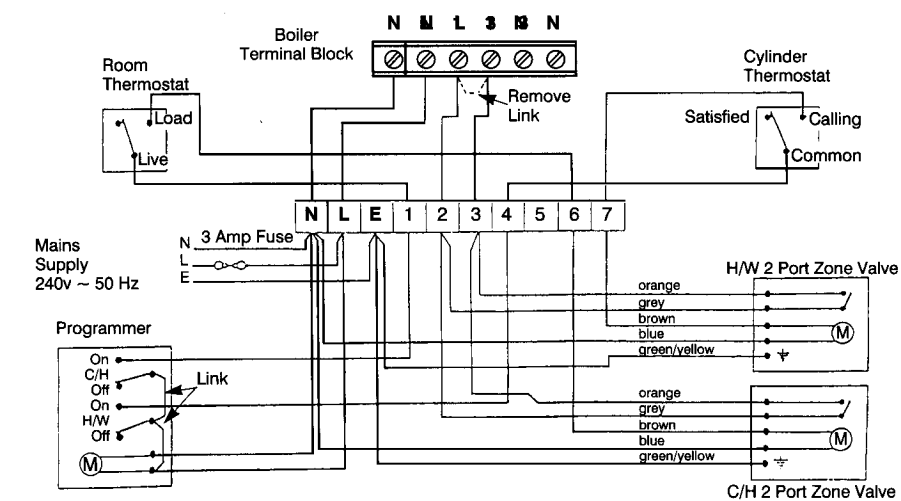 Boiler
Terminal Block
N L 3 N
Room
Thermostat
Load
Live
Remove
Link
Cylinder
Thermostat
Satisfied
Calling
Common
N L E 1 2 3 4 5 6 7
Mains
Supply
240v ~ 50 Hz
N 3 Amp Fuse
L
E
H/W 2 Port Zone Valve
orange
grey
brown
blue
green/yellow
M
Programmer
On
C/H
Off
On
H/W
Off
M
Link
orange
grey
brown
blue
green/yellow
M
C/H 2 Port Zone Valve